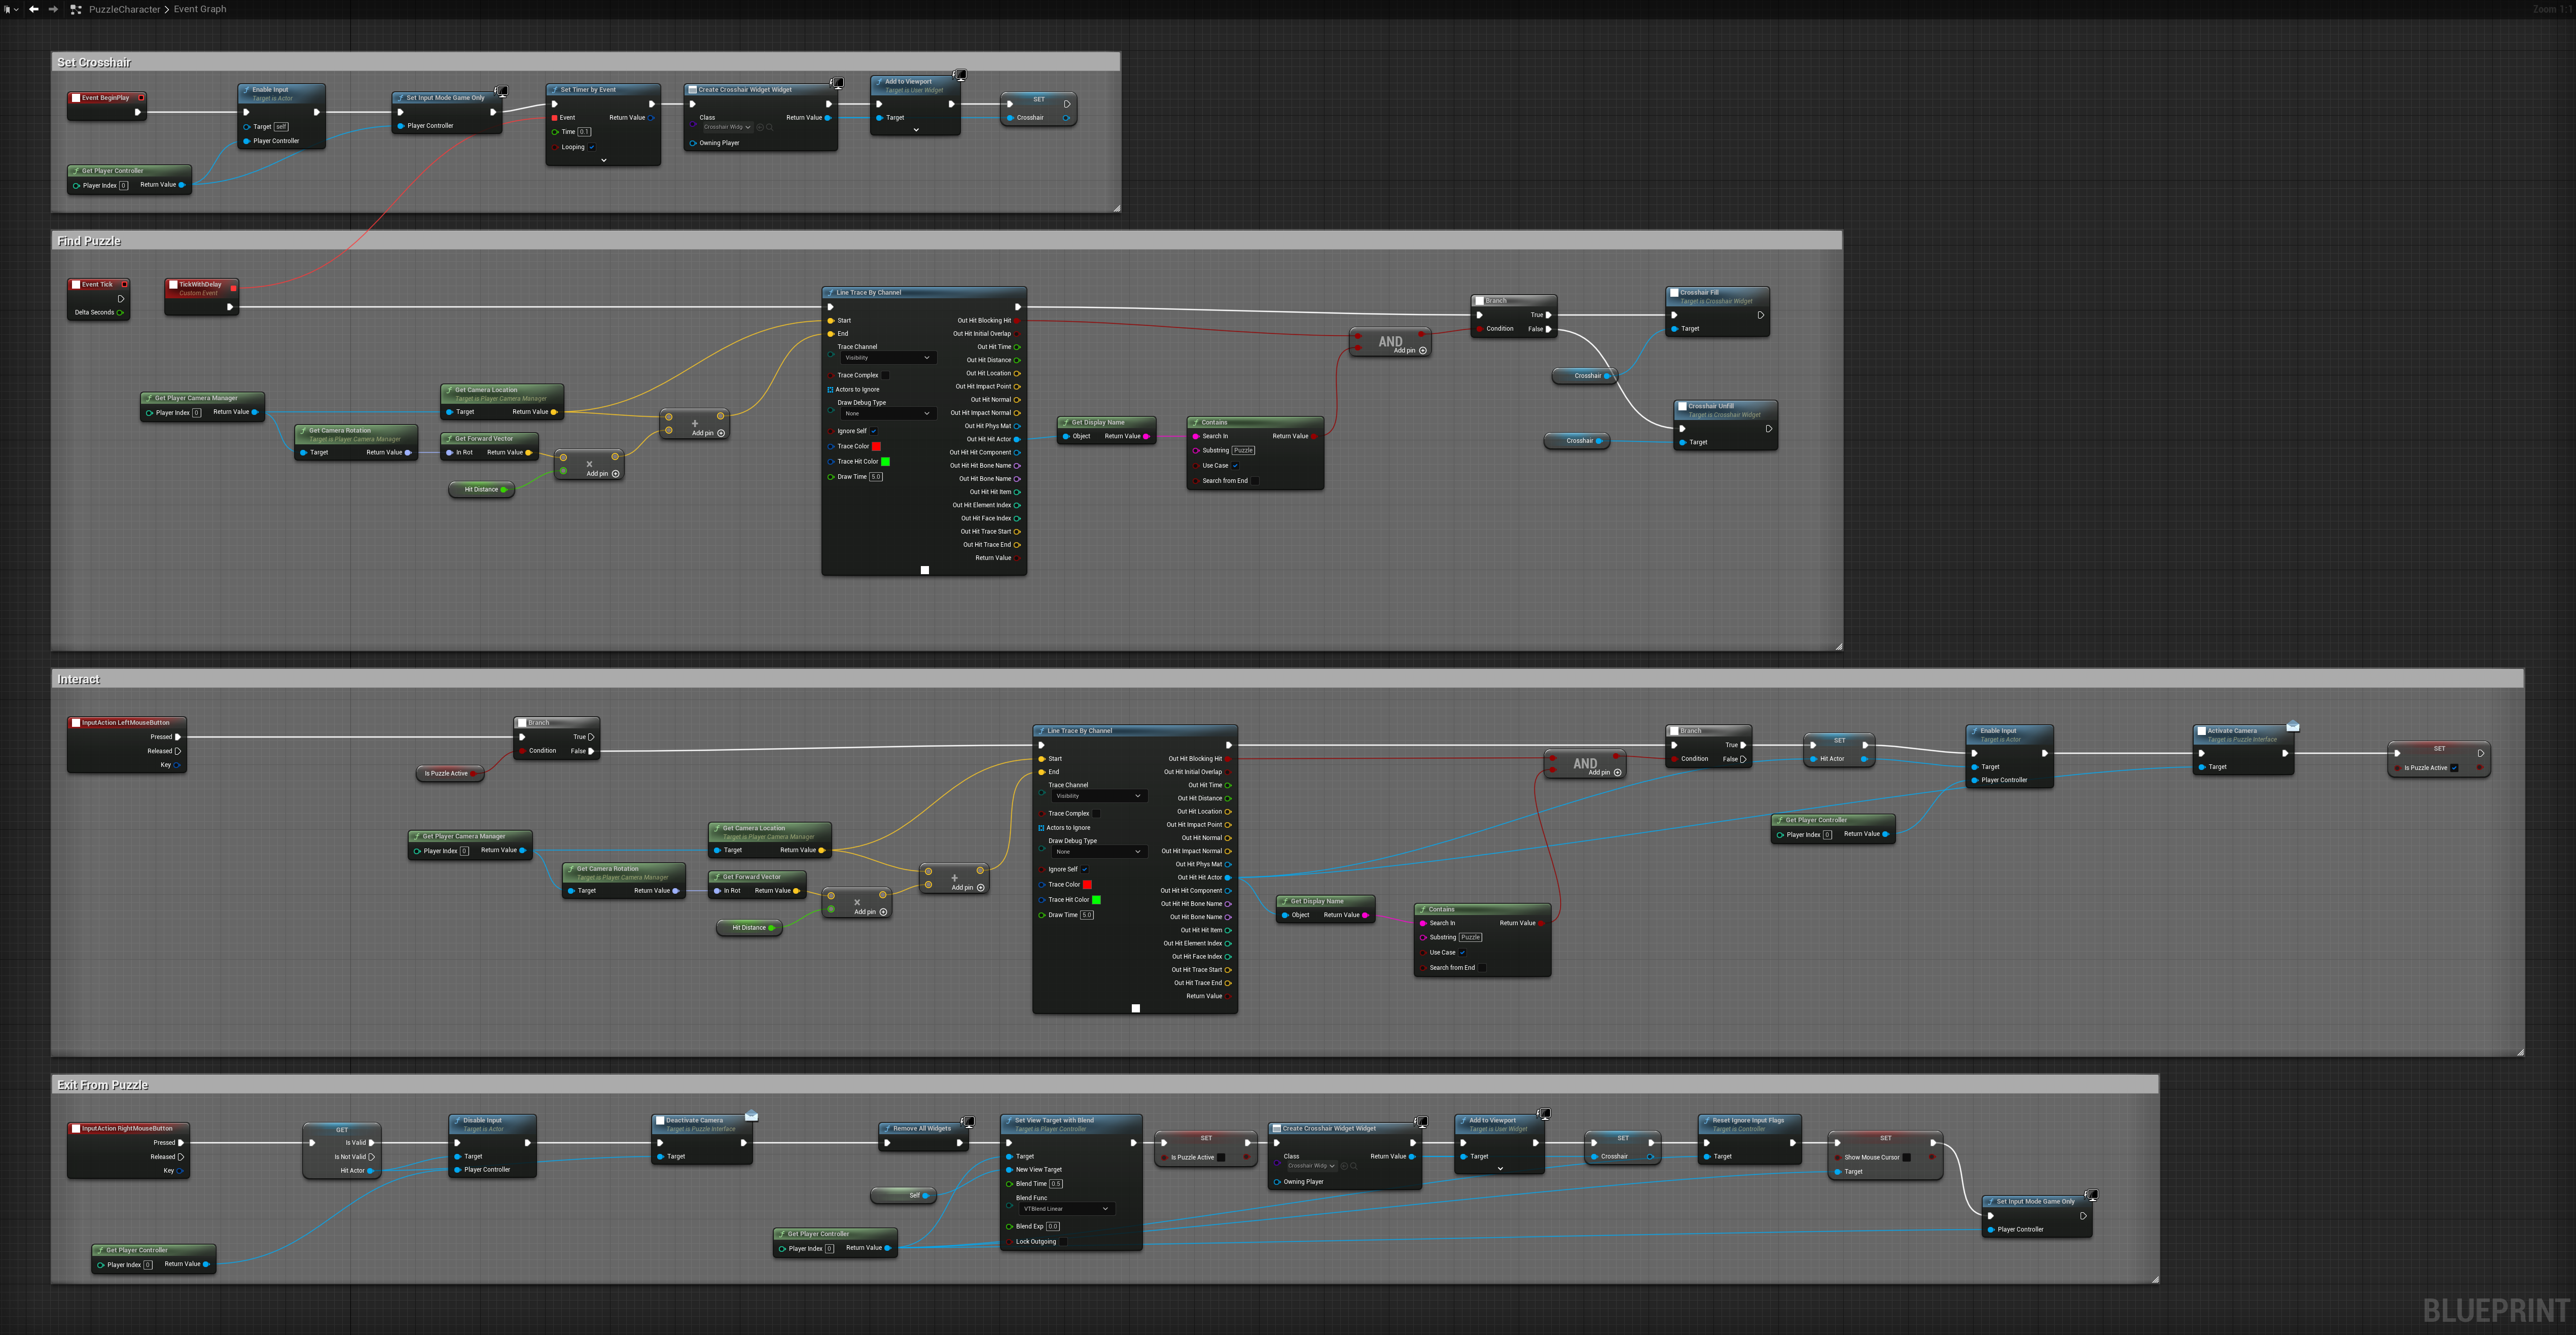 PuzzleCharacter > Event Graph
Zoom 1:1
Set Crosshair
Event BeginPlay
Enable Input
Target is Actor
Target self
Player Controller
Get Player Controller
Player Index 0 Return Value
Set Input Mode Game Only
Player Controller
Set Timer by Event
Event Return Value
Time 0.1
Looping
Create Crosshair Widget Widget
Class Return Value
Crosshair Widg
Owning Player
Add to Viewport
Target is User Widget
Target
SET
Crosshair
Find Puzzle
Event Tick
Delta Seconds
TickWithDelay
Custom Event
Get Player Camera Manager
Player Index 0 Return Value
Get Camera Location
Target is Player Camera Manager
Target Return Value
Get Camera Rotation
Target is Player Camera Manager
Target Return Value
Get Forward Vector
In Rot Return Value
Hit Distance
x
Add pin
+
Add pin
Line Trace By Channel
Start Out Hit Blocking Hit
End Out Hit Initial Overlap
Out Hit Time
Trace Channel
Visibility
Out Hit Distance
Out Hit Location
Trace Complex
Out Hit Impact Point
Actors to Ignore
Out Hit Normal
Draw Debug Type
None
Out Hit Impact Normal
Out Hit Phys Mat
Ignore Self
Out Hit Hit Actor
Trace Color
Out Hit Hit Component
Trace Hit Color
Out Hit Hit Bone Name
Draw Time 5.0
Out Hit Bone Name
Out Hit Hit Item
Out Hit Element Index
Out Hit Face Index
Out Hit Trace Start
Out Hit Trace End
Return Value
Get Display Name
Object Return Value
Contains
Search In Return Value
Substring Puzzle
Use Case
Search from End
AND
Add pin
Branch
True
Condition False
Crosshair Fill
Target is Crosshair Widget
Target
Crosshair
Crosshair Unfill
Target is Crosshair Widget
Target
Crosshair
Interact
InputAction LeftMouseButton
Pressed
Released
Key
Branch
True
Condition False
Is Puzzle Active
Get Player Camera Manager
Player Index 0 Return Value
Get Camera Location
Target is Player Camera Manager
Target Return Value
Get Camera Rotation
Target is Player Camera Manager
Target Return Value
Get Forward Vector
In Rot Return Value
Hit Distance
x
Add pin
+
Add pin
Line Trace By Channel
Start Out Hit Blocking Hit
End Out Hit Initial Overlap
Out Hit Time
Trace Channel
Visibility
Out Hit Distance
Out Hit Location
Trace Complex
Out Hit Impact Point
Actors to Ignore
Out Hit Normal
Draw Debug Type
None
Out Hit Impact Normal
Out Hit Phys Mat
Ignore Self
Out Hit Hit Actor
Trace Color
Out Hit Hit Component
Trace Hit Color
Out Hit Hit Bone Name
Draw Time 5.0
Out Hit Bone Name
Out Hit Hit Item
Out Hit Element Index
Out Hit Face Index
Out Hit Trace Start
Out Hit Trace End
Return Value
Get Display Name
Object Return Value
Contains
Search In Return Value
Substring Puzzle
Use Case
Search from End
AND
Add pin
Branch
True
Condition False
SET
Hit Actor
Get Player Controller
Player Index 0 Return Value
Enable Input
Target is Actor
Target
Player Controller
Activate Camera
Target is Puzzle Interface
Target
SET
Is Puzzle Active
Exit From Puzzle
InputAction RightMouseButton
Pressed
Released
Key
GET
Is Valid
Is Not Valid
Hit Actor
Get Player Controller
Player Index 0 Return Value
Disable Input
Target is Actor
Target
Player Controller
Deactivate Camera
Target is Puzzle Interface
Target
Remove All Widgets
Self
Get Player Controller
Player Index 0 Return Value
Set View Target with Blend
Target is Player Controller
Target
New View Target
Blend Time 0.5
Blend Func
VTBlend Linear
Blend Exp 0.0
Lock Outgoing
SET
Is Puzzle Active
Create Crosshair Widget Widget
Class Return Value
Crosshair Widg
Owning Player
Add to Viewport
Target is User Widget
Target
SET
Crosshair
Reset Ignore Input Flags
Target is Controller
Target
SET
Show Mouse Cursor
Target
Set Input Mode Game Only
Player Controller
BLUEPRINT